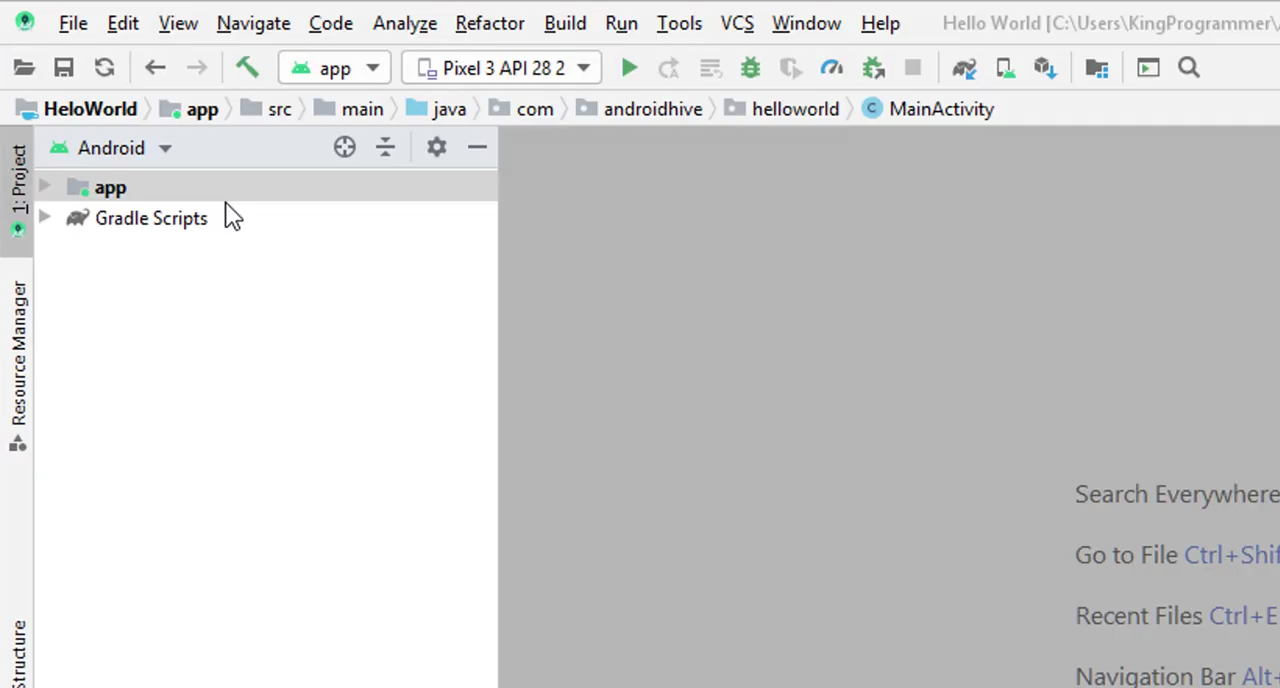 File Edit View Navigate Code Analyze Refactor Build Run Tools VCS Window Help Hello World [C:\Users\KingProgrammer\
app Pixel 3 API 28 2
HeloWorld app src main java com androidhive helloworld C MainActivity
1: Project
Android
app
Gradle Scripts
Resource Manager
Structure
Search Everywhere
Go to File Ctrl+Shif
Recent Files Ctrl+E
Navigation Bar Alt+